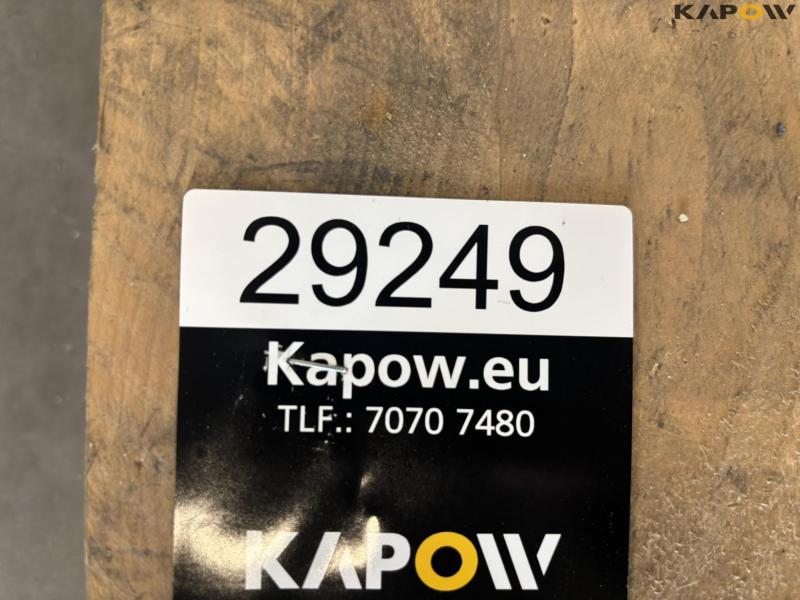 KAPOW
29249
Kapow.eu
TLF.: 7070 7480
KAPOW